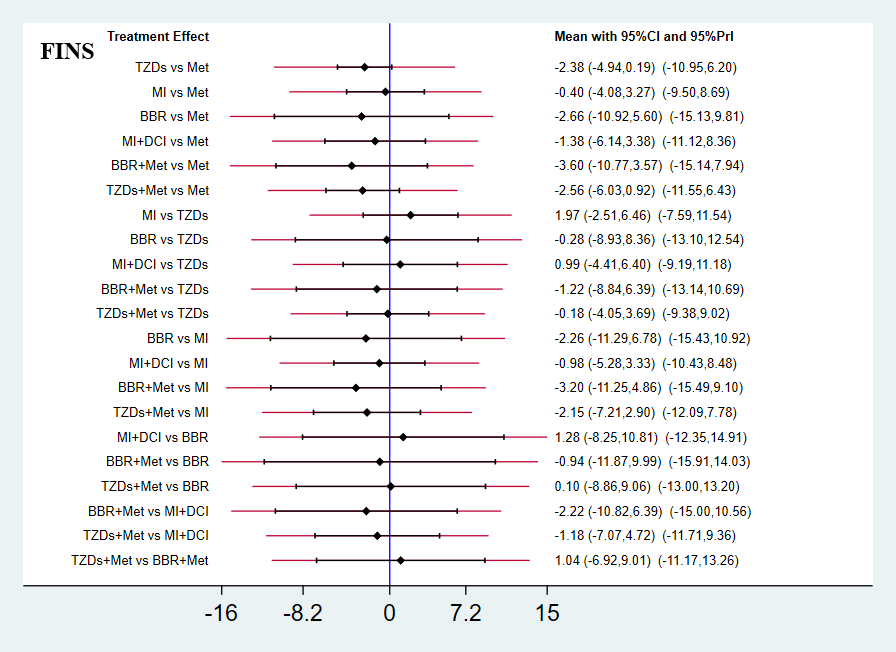 FINS
Treatment Effect Mean with 95%CI and 95%PrI
TZDs vs Met -2.38 (-4.94,0.19) (-10.95,6.20)
MI vs Met -0.40 (-4.08,3.27) (-9.50,8.69)
BBR vs Met -2.66 (-10.92,5.60) (-15.13,9.81)
MI+DCI vs Met -1.38 (-6.14,3.38) (-11.12,8.36)
BBR+Met vs Met -3.60 (-10.77,3.57) (-15.14,7.94)
TZDs+Met vs Met -2.56 (-6.03,0.92) (-11.55,6.43)
MI vs TZDs 1.97 (-2.51,6.46) (-7.59,11.54)
BBR vs TZDs -0.28 (-8.93,8.36) (-13.10,12.54)
MI+DCI vs TZDs 0.99 (-4.41,6.40) (-9.19,11.18)
BBR+Met vs TZDs -1.22 (-8.84,6.39) (-13.14,10.69)
TZDs+Met vs TZDs -0.18 (-4.05,3.69) (-9.38,9.02)
BBR vs MI -2.26 (-11.29,6.78) (-15.43,10.92)
MI+DCI vs MI -0.98 (-5.28,3.33) (-10.43,8.48)
BBR+Met vs MI -3.20 (-11.25,4.86) (-15.49,9.10)
TZDs+Met vs MI -2.15 (-7.21,2.90) (-12.09,7.78)
MI+DCI vs BBR 1.28 (-8.25,10.81) (-12.35,14.91)
BBR+Met vs BBR -0.94 (-11.87,9.99) (-15.91,14.03)
TZDs+Met vs BBR 0.10 (-8.86,9.06) (-13.00,13.20)
BBR+Met vs MI+DCI -2.22 (-10.82,6.39) (-15.00,10.56)
TZDs+Met vs MI+DCI -1.18 (-7.07,4.72) (-11.71,9.36)
TZDs+Met vs BBR+Met 1.04 (-6.92,9.01) (-11.17,13.26)
-16 -8.2 0 7.2 15